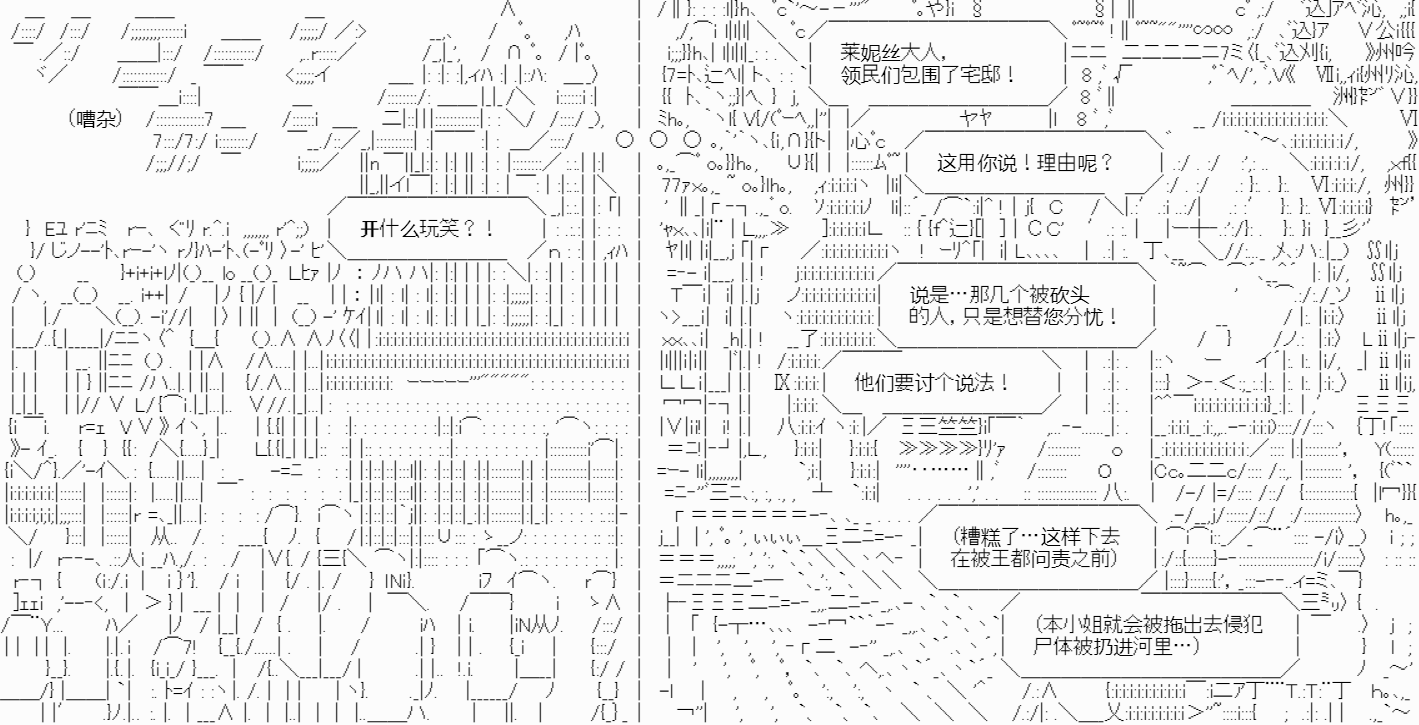 （嘈杂）
开什么玩笑？！
莱妮丝大人，
领民们包围了宅邸！
这用你说！理由呢？
说是…那几个被砍头
的人，只是想替您分忧！
他们要讨个说法！
（糟糕了…这样下去
在被王都问责之前）
（本小姐就会被拖出去侵犯
尸体被扔进河里…）